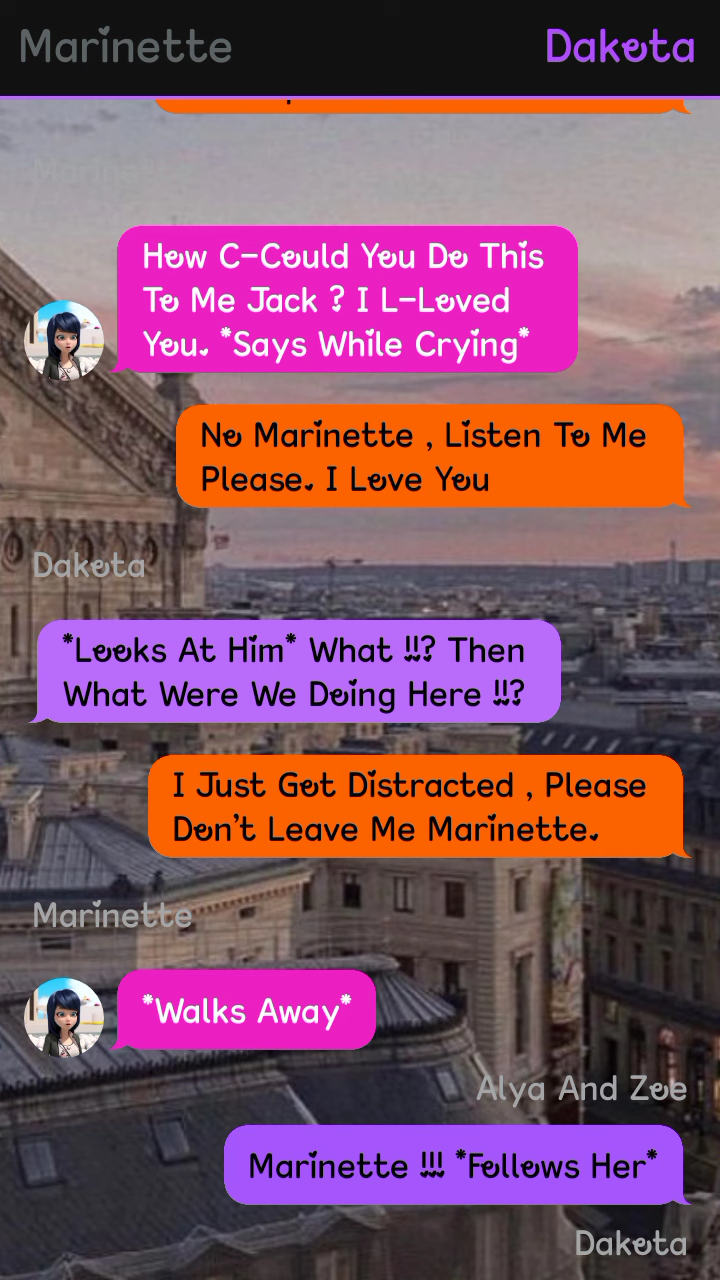 Marinette
Dakota
Marinette
How C-Could You Do This
To Me Jack ? I L-Loved
You. *Says While Crying*
No Marinette , Listen To Me
Please. I Love You
Dakota
*Looks At Him* What !!? Then
What Were We Doing Here !!?
I Just Got Distracted , Please
Don't Leave Me Marinette.
Marinette
*Walks Away*
Alya And Zoe
Marinette !!! *Follows Her*
Dakota